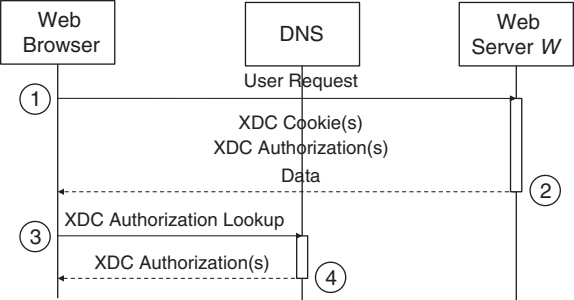 Web
Browser
DNS
Web
Server W
User Request
1
XDC Cookie(s)
XDC Authorization(s)
Data
2
XDC Authorization Lookup
3
XDC Authorization(s)
4